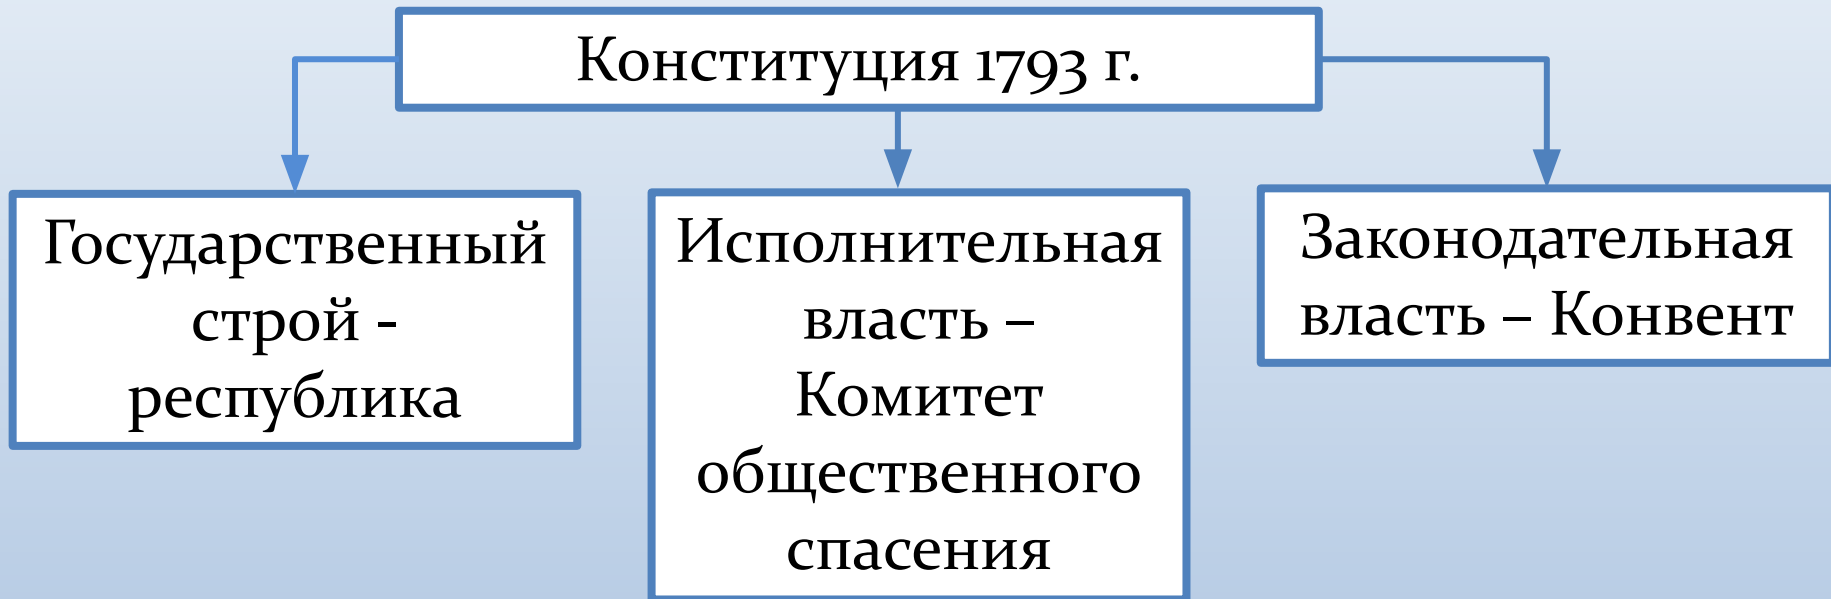 Конституция 1793 г.
Государственный
строй -
республика
Исполнительная
власть –
Комитет
общественного
спасения
Законодательная
власть – Конвент